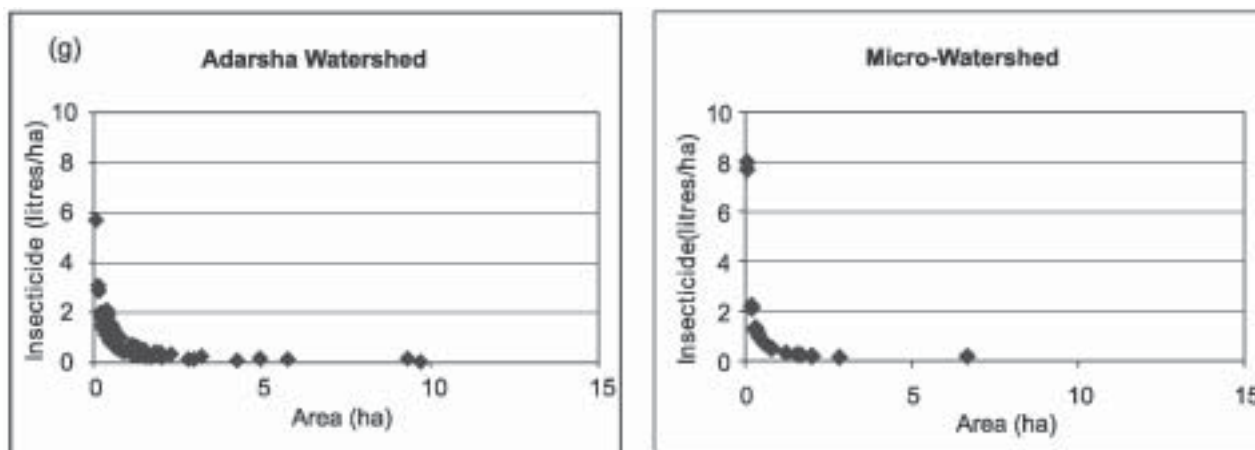 (g)
Adarsha Watershed
Insecticide (litres/ha)
10
8
6
4
2
0
0 5 10 15
Area (ha)
Micro-Watershed
Insecticide(litres/ha)
10
8
6
4
2
0
0 5 10 15
Area (ha)